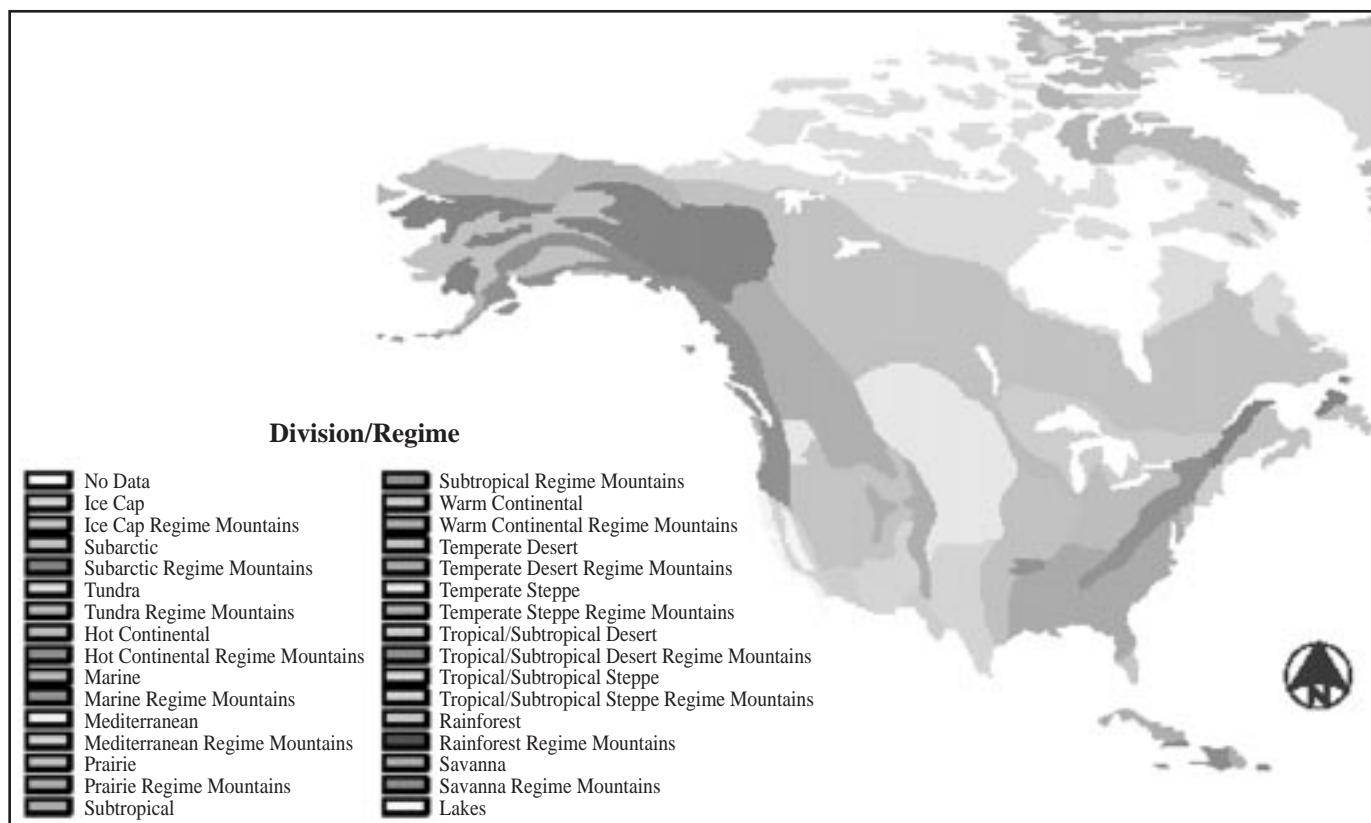 Division/Regime
No Data
Ice Cap
Ice Cap Regime Mountains
Subarctic
Subarctic Regime Mountains
Tundra
Tundra Regime Mountains
Hot Continental
Hot Continental Regime Mountains
Marine
Marine Regime Mountains
Mediterranean
Mediterranean Regime Mountains
Prairie
Prairie Regime Mountains
Subtropical
Subtropical Regime Mountains
Warm Continental
Warm Continental Regime Mountains
Temperate Desert
Temperate Desert Regime Mountains
Temperate Steppe
Temperate Steppe Regime Mountains
Tropical/Subtropical Desert
Tropical/Subtropical Desert Regime Mountains
Tropical/Subtropical Steppe
Tropical/Subtropical Steppe Regime Mountains
Rainforest
Rainforest Regime Mountains
Savanna
Savanna Regime Mountains
Lakes
N